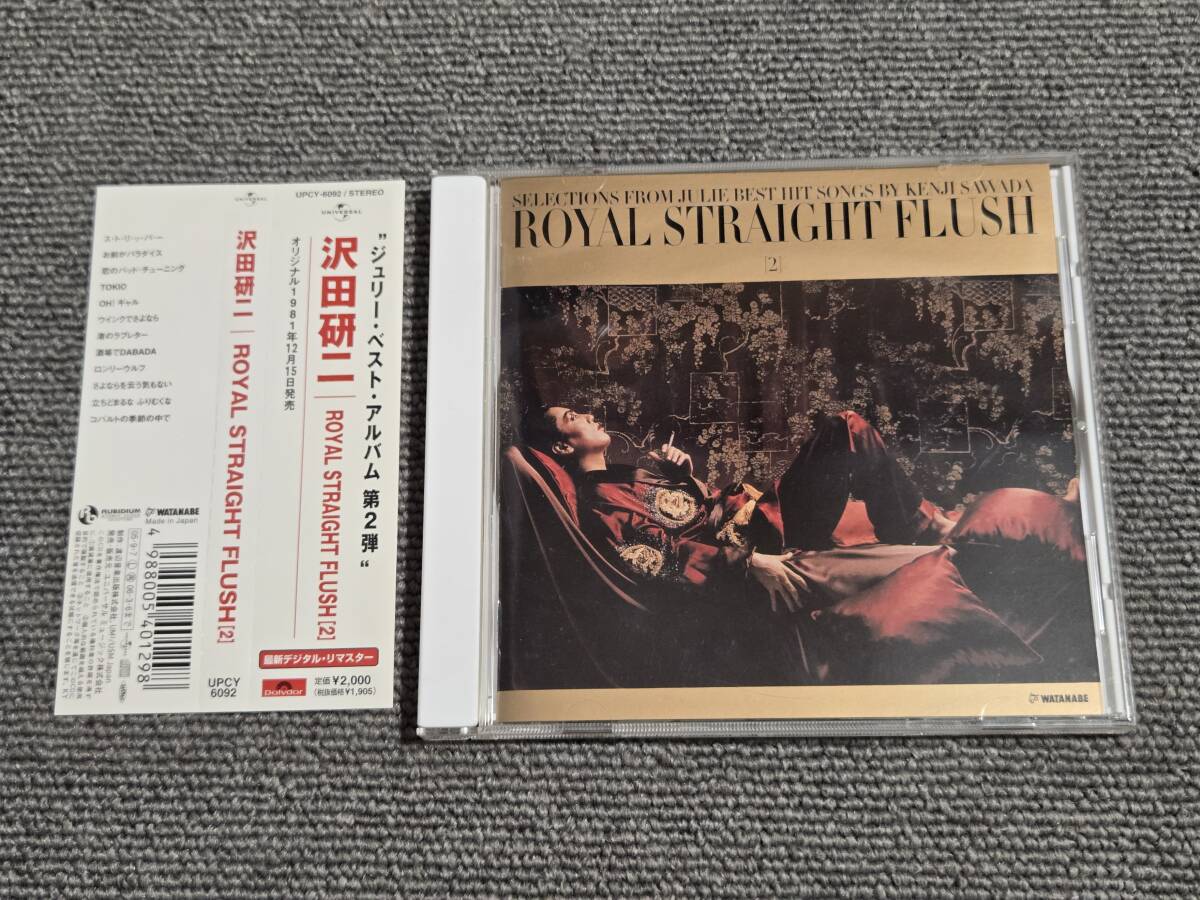 ス・ト・リ・ッ・パ・ー
お前がパラダイス
恋のバッド・チューニング
TOKIO
OH！ギャル
ウインクでさよなら
渚のラブレター
酒場でDABADA
ロンリーウルフ
さよならを云う気もない
立ちどまるな ふりむくな
コバルトの季節の中で
RUBIDIUM
WATANABE
Made in Japan
4 988005 401298
UNIVERSAL
沢田研二
ROYAL STRAIGHT FLUSH [2]
UPCY
6092
UPCY-6092 / STEREO
UNIVERSAL
"ジュリー・ベスト・アルバム 第2弾"
沢田研二
ROYAL STRAIGHT FLUSH [2]
オリジナル1981年12月15日発売
最新デジタル・リマスター
Polydor
定価 ¥2,000
(税抜価格¥1,905)
SELECTIONS FROM JULIE BEST HIT SONGS BY KENJI SAWADA
ROYAL STRAIGHT FLUSH
[2]
WATANABE